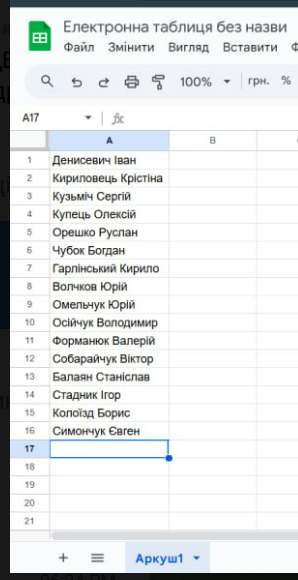 Електронна таблиця без назви
Файл Змінити Вигляд Вставити
100% грн. %
A17 fx
A B
1 Денисевич Іван
2 Кириловець Крістіна
3 Кузьміч Сергій
4 Купець Олексій
5 Орешко Руслан
6 Чубок Богдан
7 Гарлінський Кирило
8 Волчков Юрій
9 Омельчук Юрій
10 Осійчук Володимир
11 Форманюк Валерій
12 Собарайчук Віктор
13 Балаян Станіслав
14 Стадник Ігор
15 Колоїзд Борис
16 Симончук Євген
17
18
19
20
21
Аркуш1